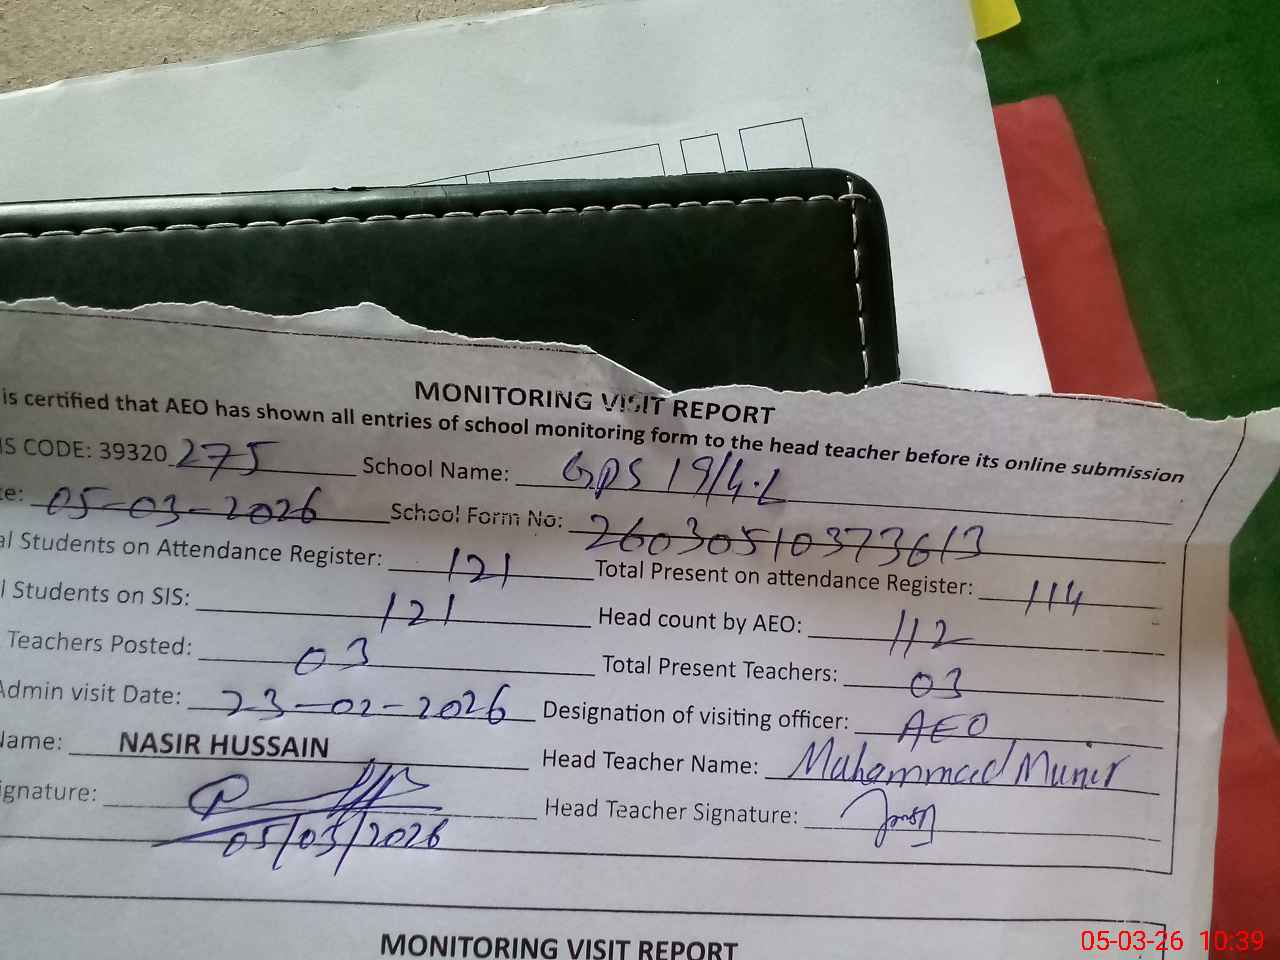 MONITORING VISIT REPORT
is certified that AEO has shown all entries of school monitoring form to the head teacher before its online submission
IS CODE: 39320 275 School Name: GPS 19/4.L
te: 05-03-2026 School Form No: 26030510373613
al Students on Attendance Register: 121 Total Present on attendance Register: 114
l Students on SIS: 121 Head count by AEO: 112
Teachers Posted: 03 Total Present Teachers: 03
Admin visit Date: 23-02-2026 Designation of visiting officer: AEO
Name: NASIR HUSSAIN Head Teacher Name: Muhammad Munir
ignature: Head Teacher Signature:
05/03/2026
MONITORING VISIT REPORT
05-03-26 10:39